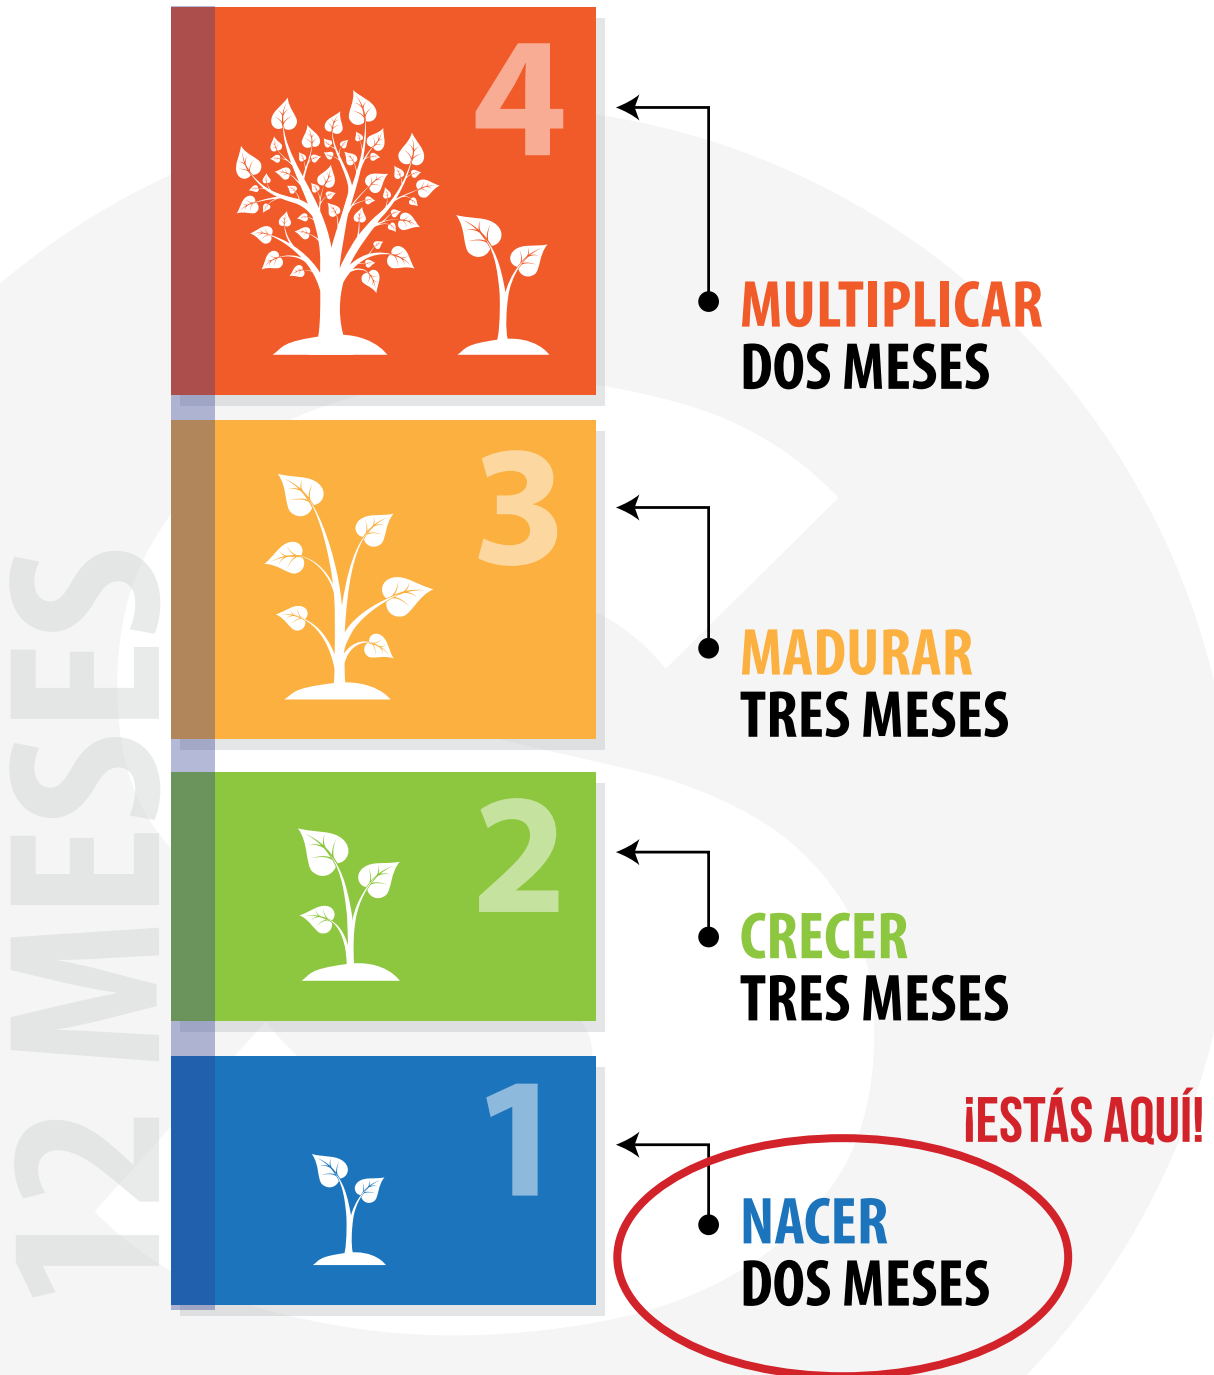 4
MULTIPLICAR
DOS MESES
3
MADURAR
TRES MESES
2
CRECER
TRES MESES
1
¡ESTÁS AQUÍ!
NACER
DOS MESES
12 MESES